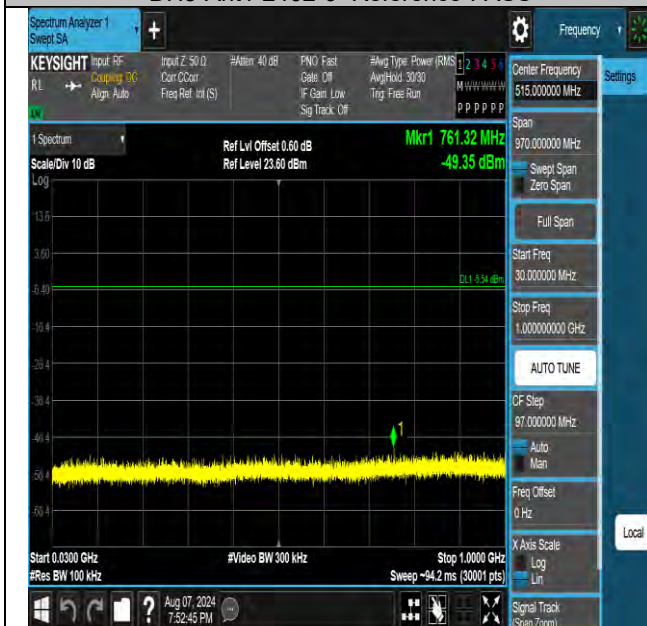 Spectrum Analyzer 1
Swept SA
+
Frequency
KEYSIGHT
RL
Input: RF
Coupling: DC
Align: Auto
Input Z: 50 Ω
Corr CCorr
Freq Ref: Int (S)
#Atten: 40 dB
PNO: Fast
Gate: Off
IF Gain: Low
Sig Track: Off
#Avg Type: Power (RMS
Avg|Hold: 30/30
Trig: Free Run
1 2 3 4 5 6
M W W W W W
P P P P P P
1 Spectrum
Scale/Div 10 dB
Log
Ref Lvl Offset 0.60 dB
Ref Level 23.60 dBm
Mkr1 761.32 MHz
-49.35 dBm
13.6
3.60
DL1 -5.54 dBm
-6.40
-16.4
-26.4
-36.4
-46.4
1
-56.4
-66.4
Start 0.0300 GHz
#Res BW 100 kHz
#Video BW 300 kHz
Stop 1.0000 GHz
Sweep ~94.2 ms (30001 pts)
?
Aug 07, 2024
7:52:45 PM
Center Frequency
515.000000 MHz
Settings
Span
970.000000 MHz
Swept Span
Zero Span
Full Span
Start Freq
30.000000 MHz
Stop Freq
1.000000000 GHz
AUTO TUNE
CF Step
97.000000 MHz
Auto
Man
Freq Offset
0 Hz
Local
X Axis Scale
Log
Lin
Signal Track
(Span Zoom)